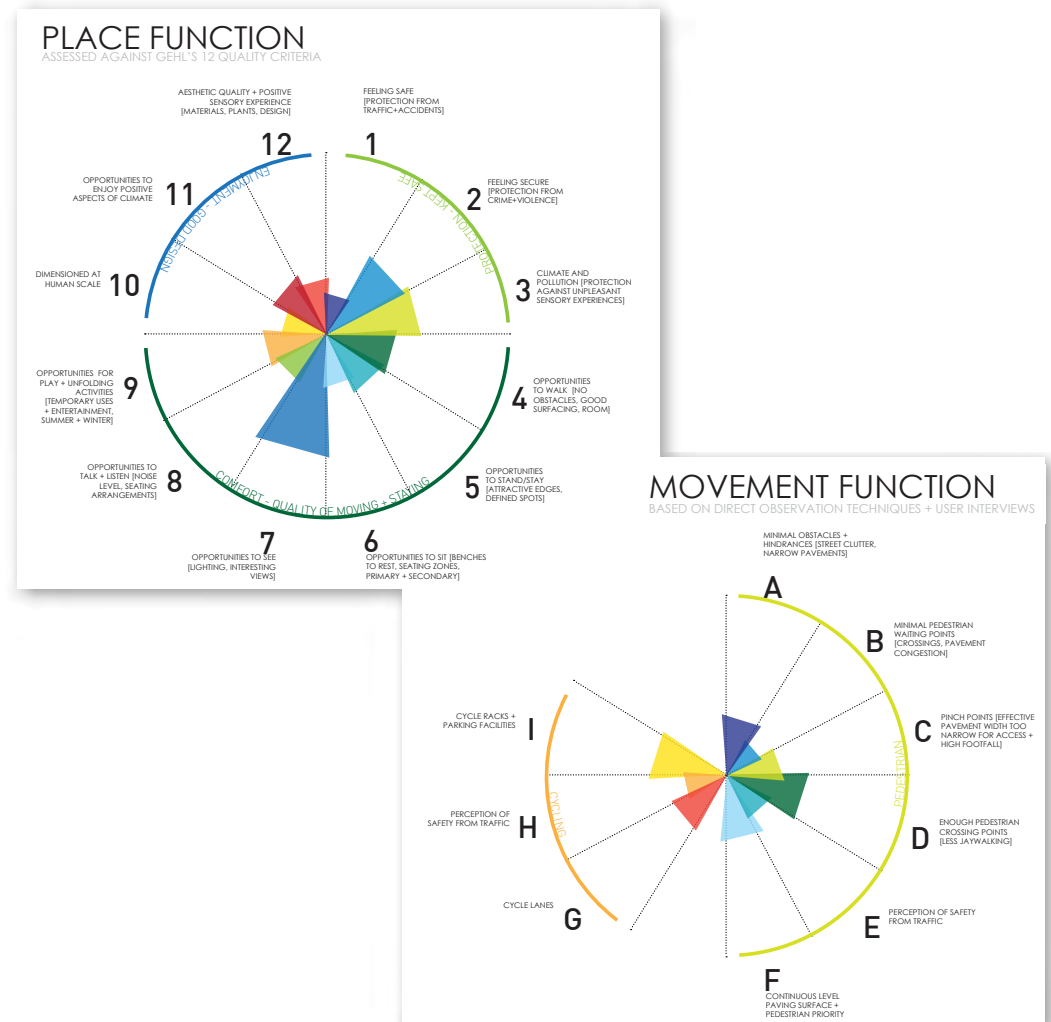 PLACE FUNCTION
ASSESSED AGAINST GEHL'S 12 QUALITY CRITERIA
AESTHETIC QUALITY + POSITIVE
SENSORY EXPERIENCE
[MATERIALS, PLANTS, DESIGN]
12
FEELING SAFE
[PROTECTION FROM
TRAFFIC+ACCIDENTS]
1
FEELING SECURE
[PROTECTION FROM
CRIME+VIOLENCE]
2
CLIMATE AND
POLLUTION [PROTECTION
AGAINST UNPLEASANT
SENSORY EXPERIENCES]
3
OPPORTUNITIES
TO WALK [NO
OBSTACLES, GOOD
SURFACING, ROOM]
4
OPPORTUNITIES
TO STAND/STAY
[ATTRACTIVE EDGES,
DEFINED SPOTS]
5
6
OPPORTUNITIES TO SIT [BENCHES
TO REST, SEATING ZONES,
PRIMARY + SECONDARY]
7
OPPORTUNITIES TO SEE
[LIGHTING, INTERESTING
VIEWS]
OPPORTUNITIES TO
TALK + LISTEN [NOISE
LEVEL, SEATING
ARRANGEMENTS]
8
OPPORTUNITIES FOR
PLAY + UNFOLDING
ACTIVITIES
[TEMPORARY USES
+ ENTERTAINMENT,
SUMMER + WINTER]
9
DIMENSIONED AT
HUMAN SCALE
10
OPPORTUNITIES TO
ENJOY POSITIVE
ASPECTS OF CLIMATE
11
ENJOYMENT - GOOD DESIGN
PROTECTION - KEPT SAFE
COMFORT - QUALITY OF MOVING + STAYING
MOVEMENT FUNCTION
BASED ON DIRECT OBSERVATION TECHNIQUES + USER INTERVIEWS
MINIMAL OBSTACLES +
HINDRANCES [STREET CLUTTER,
NARROW PAVEMENTS]
A
MINIMAL PEDESTRIAN
WAITING POINTS
[CROSSINGS, PAVEMENT
CONGESTION]
B
PINCH POINTS [EFFECTIVE
PAVEMENT WIDTH TOO
NARROW FOR ACCESS +
HIGH FOOTFALL]
C
ENOUGH PEDESTRIAN
CROSSING POINTS
[LESS JAYWALKING]
D
PERCEPTION OF SAFETY
FROM TRAFFIC
E
F
CONTINUOUS LEVEL
PAVING SURFACE +
PEDESTRIAN PRIORITY
CYCLE LANES
G
PERCEPTION OF
SAFETY FROM TRAFFIC
H
CYCLE RACKS +
PARKING FACILITIES
I
PEDESTRIAN
CYCLING